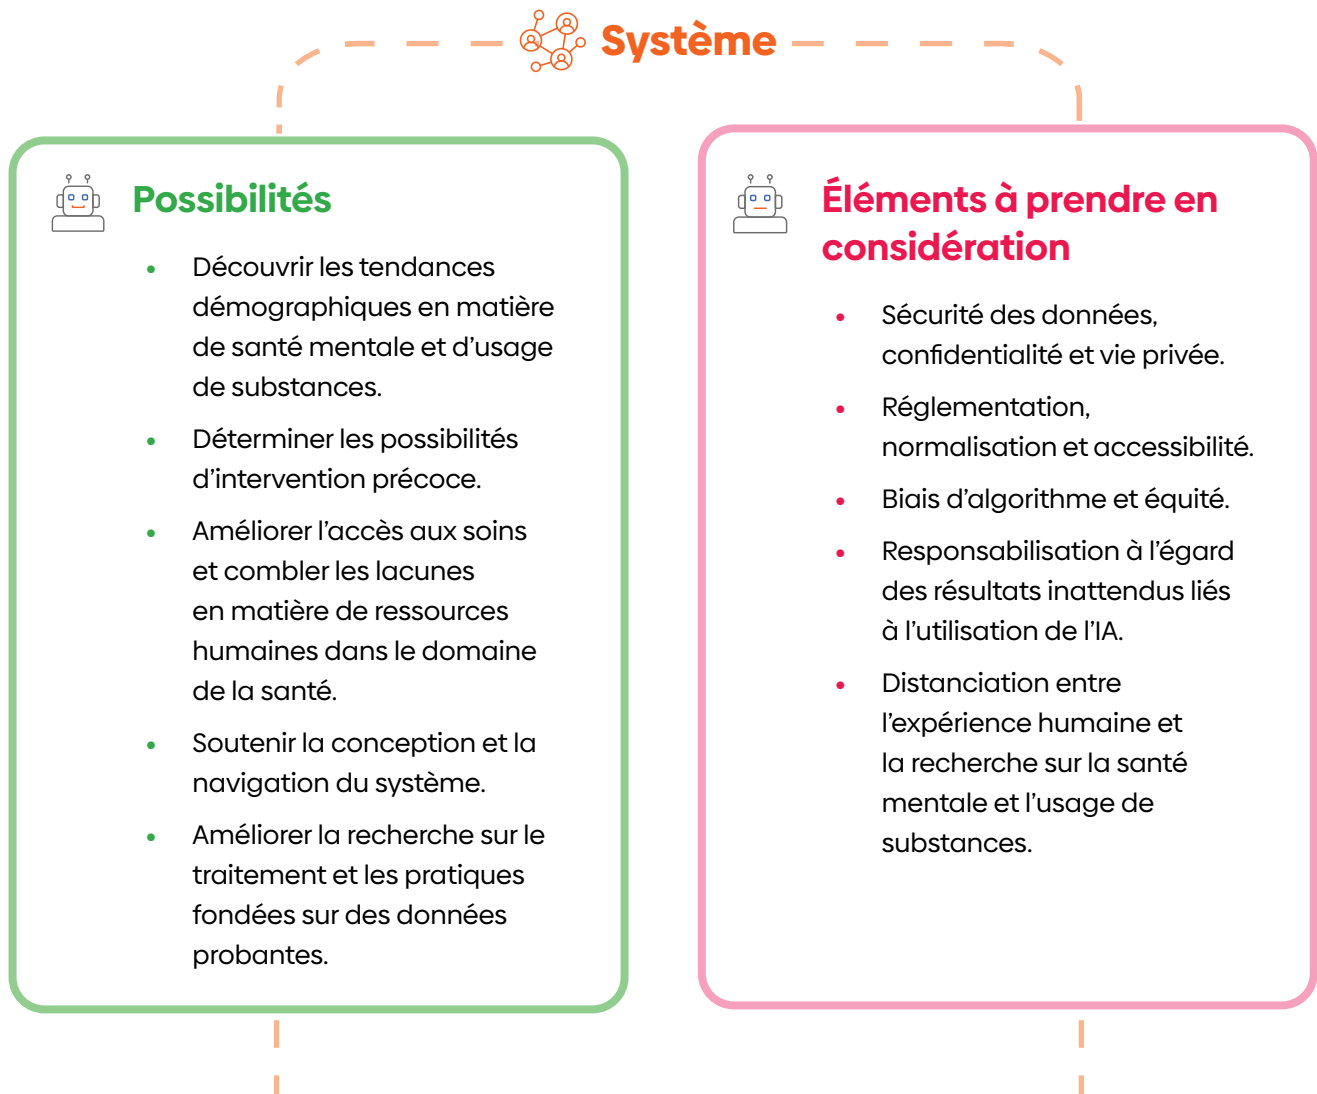 Système
Possibilités
• Découvrir les tendances
démographiques en matière
de santé mentale et d’usage
de substances.
• Déterminer les possibilités
d’intervention précoce.
• Améliorer l’accès aux soins
et combler les lacunes
en matière de ressources
humaines dans le domaine
de la santé.
• Soutenir la conception et la
navigation du système.
• Améliorer la recherche sur le
traitement et les pratiques
fondées sur des données
probantes.
Éléments à prendre en
considération
• Sécurité des données,
confidentialité et vie privée.
• Réglementation,
normalisation et accessibilité.
• Biais d’algorithme et équité.
• Responsabilisation à l’égard
des résultats inattendus liés
à l’utilisation de l’IA.
• Distanciation entre
l’expérience humaine et
la recherche sur la santé
mentale et l’usage de
substances.